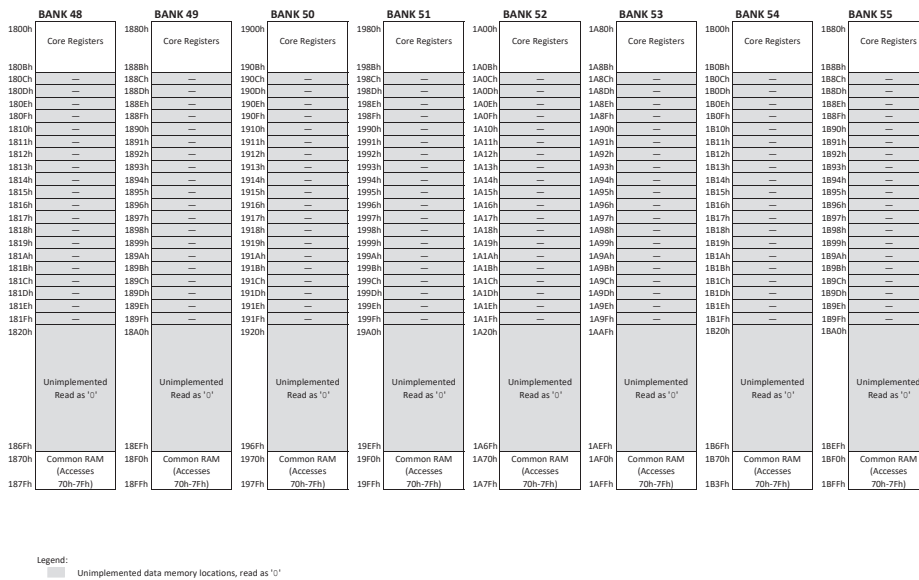 BANK 48 BANK 49 BANK 50 BANK 51 BANK 52 BANK 53 BANK 54 BANK 55
1800h 1880h 1900h 1980h 1A00h 1A80h 1B00h 1B80h
Core Registers Core Registers Core Registers Core Registers Core Registers Core Registers Core Registers Core Registers
180Bh 188Bh 190Bh 198Bh 1A0Bh 1A8Bh 1B0Bh 1B8Bh
180Ch — 188Ch — 190Ch — 198Ch — 1A0Ch — 1A8Ch — 1B0Ch — 1B8Ch —
180Dh — 188Dh — 190Dh — 198Dh — 1A0Dh — 1A8Dh — 1B0Dh — 1B8Dh —
180Eh — 188Eh — 190Eh — 198Eh — 1A0Eh — 1A8Eh — 1B0Eh — 1B8Eh —
180Fh — 188Fh — 190Fh — 198Fh — 1A0Fh — 1A8Fh — 1B0Fh — 1B8Fh —
1810h — 1890h — 1910h — 1990h — 1A10h — 1A90h — 1B10h — 1B90h —
1811h — 1891h — 1911h — 1991h — 1A11h — 1A91h — 1B11h — 1B91h —
1812h — 1892h — 1912h — 1992h — 1A12h — 1A92h — 1B12h — 1B92h —
1813h — 1893h — 1913h — 1993h — 1A13h — 1A93h — 1B13h — 1B93h —
1814h — 1894h — 1914h — 1994h — 1A14h — 1A94h — 1B14h — 1B94h —
1815h — 1895h — 1915h — 1995h — 1A15h — 1A95h — 1B15h — 1B95h —
1816h — 1896h — 1916h — 1996h — 1A16h — 1A96h — 1B16h — 1B96h —
1817h — 1897h — 1917h — 1997h — 1A17h — 1A97h — 1B17h — 1B97h —
1818h — 1898h — 1918h — 1998h — 1A18h — 1A98h — 1B18h — 1B98h —
1819h — 1899h — 1919h — 1999h — 1A19h — 1A99h — 1B19h — 1B99h —
181Ah — 189Ah — 191Ah — 199Ah — 1A1Ah — 1A9Ah — 1B1Ah — 1B9Ah —
181Bh — 189Bh — 191Bh — 199Bh — 1A1Bh — 1A9Bh — 1B1Bh — 1B9Bh —
181Ch — 189Ch — 191Ch — 199Ch — 1A1Ch — 1A9Ch — 1B1Ch — 1B9Ch —
181Dh — 189Dh — 191Dh — 199Dh — 1A1Dh — 1A9Dh — 1B1Dh — 1B9Dh —
181Eh — 189Eh — 191Eh — 199Eh — 1A1Eh — 1A9Eh — 1B1Eh — 1B9Eh —
181Fh — 189Fh — 191Fh — 199Fh — 1A1Fh — 1A9Fh — 1B1Fh — 1B9Fh —
1820h 18A0h 1920h 19A0h 1A20h 1AAFh 1B20h 1BA0h
Unimplemented Unimplemented Unimplemented Unimplemented Unimplemented Unimplemented Unimplemented Unimplemented
Read as '0' Read as '0' Read as '0' Read as '0' Read as '0' Read as '0' Read as '0' Read as '0'
186Fh 18EFh 196Fh 19EFh 1A6Fh 1AEFh 1B6Fh 1BEFh
1870h Common RAM 18F0h Common RAM 1970h Common RAM 19F0h Common RAM 1A70h Common RAM 1AF0h Common RAM 1B70h Common RAM 1BF0h Common RAM
(Accesses (Accesses (Accesses (Accesses (Accesses (Accesses (Accesses (Accesses
187Fh 70h-7Fh) 18FFh 70h-7Fh) 197Fh 70h-7Fh) 19FFh 70h-7Fh) 1A7Fh 70h-7Fh) 1AFFh 70h-7Fh) 1B3Fh 70h-7Fh) 1BFFh 70h-7Fh)
Legend:
Unimplemented data memory locations, read as '0'